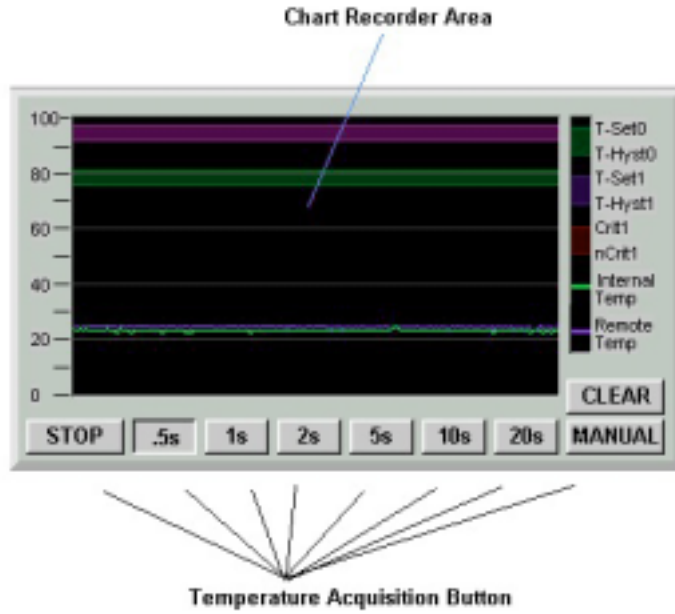 Chart Recorder Area
100
80
60
40
20
0
T-Set0
T-Hyst0
T-Set1
T-Hyst1
Crit1
nCrit1
Internal
Temp
Remote
Temp
CLEAR
STOP .5s 1s 2s 5s 10s 20s MANUAL
Temperature Acquisition Button